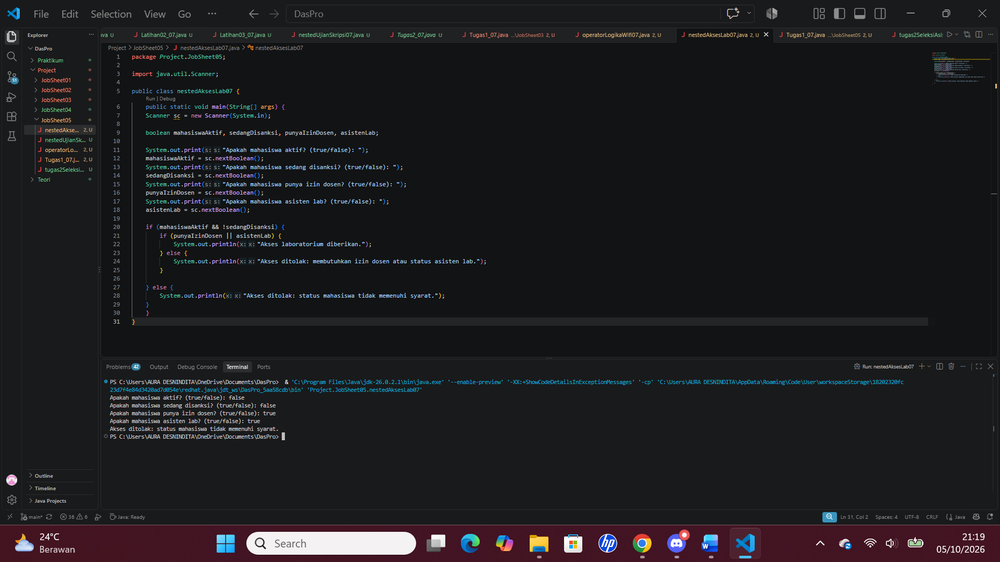 File Edit Selection View Go ··· DasPro
Explorer ···
DasPro
Praktikum
Project
JobSheet01
JobSheet02
JobSheet03
JobSheet04
JobSheet05
nestedAkse... 2, U
nestedUjianSk... U
operatorLo... 2, U
Tugas1_07.j... 2, U
tugas2Seleksi... U
Teori
Outline
Timeline
Java Projects
51
ava U Latihan02_07.java U Latihan03_07.java U nestedUjianSkripsi07.java U Tugas2_07.java U Tugas1_07.java ...\JobSheet03 2, U operatorLogikaWifi07.java 2, U nestedAksesLab07.java 2, U Tugas1_07.java ...\JobSheet05 2, U tugas2SeleksiAsi
Project > JobSheet05 > nestedAksesLab07.java > nestedAksesLab07
1 package Project.JobSheet05;
2
3 import java.util.Scanner;
4
5 public class nestedAksesLab07 {
Run | Debug
6 public static void main(String[] args) {
7 Scanner sc = new Scanner(System.in);
8
9 boolean mahasiswaAktif, sedangDisanksi, punyaIzinDosen, asistenLab;
10
11 System.out.print(s: s: "Apakah mahasiswa aktif? (true/false): ");
12 mahasiswaAktif = sc.nextBoolean();
13 System.out.print(s: s: "Apakah mahasiswa sedang disanksi? (true/false): ");
14 sedangDisanksi = sc.nextBoolean();
15 System.out.print(s: s: "Apakah mahasiswa punya izin dosen? (true/false): ");
16 punyaIzinDosen = sc.nextBoolean();
17 System.out.print(s: s: "Apakah mahasiswa asisten lab? (true/false): ");
18 asistenLab = sc.nextBoolean();
19
20 if (mahasiswaAktif && !sedangDisanksi) {
21 if (punyaIzinDosen || asistenLab) {
22 System.out.println(x: x: "Akses laboratorium diberikan.");
23 } else {
24 System.out.println(x: x: "Akses ditolak: membutuhkan izin dosen atau status asisten lab.");
25 }
26
27 } else {
28 System.out.println(x: x: "Akses ditolak: status mahasiswa tidak memenuhi syarat.");
29 }
30 }
31 }
Problems 42 Output Debug Console Terminal Ports Run: nestedAksesLab07
PS C:\Users\AURA DESNINDITA\OneDrive\Documents\DasPro> & 'C:\Program Files\Java\jdk-26.0.2.1\bin\java.exe' '--enable-preview' '-XX:+ShowCodeDetailsInExceptionMessages' '-cp' 'C:\Users\AURA DESNINDITA\AppData\Roaming\Code\User\workspaceStorage\18202320fc
23d7f4e84d3420ad7d054e\redhat.java\jdt_ws\DasPro_5aa58cdb\bin' 'Project.JobSheet05.nestedAksesLab07'
Apakah mahasiswa aktif? (true/false): false
Apakah mahasiswa sedang disanksi? (true/false): false
Apakah mahasiswa punya izin dosen? (true/false): true
Apakah mahasiswa asisten lab? (true/false): true
Akses ditolak: status mahasiswa tidak memenuhi syarat.
PS C:\Users\AURA DESNINDITA\OneDrive\Documents\DasPro>
main* 36 6 Java: Ready Ln 31, Col 2 Spaces: 4 UTF-8 CRLF {} Java
24°C
Berawan
Search
hp
W
21:19
05/10/2026